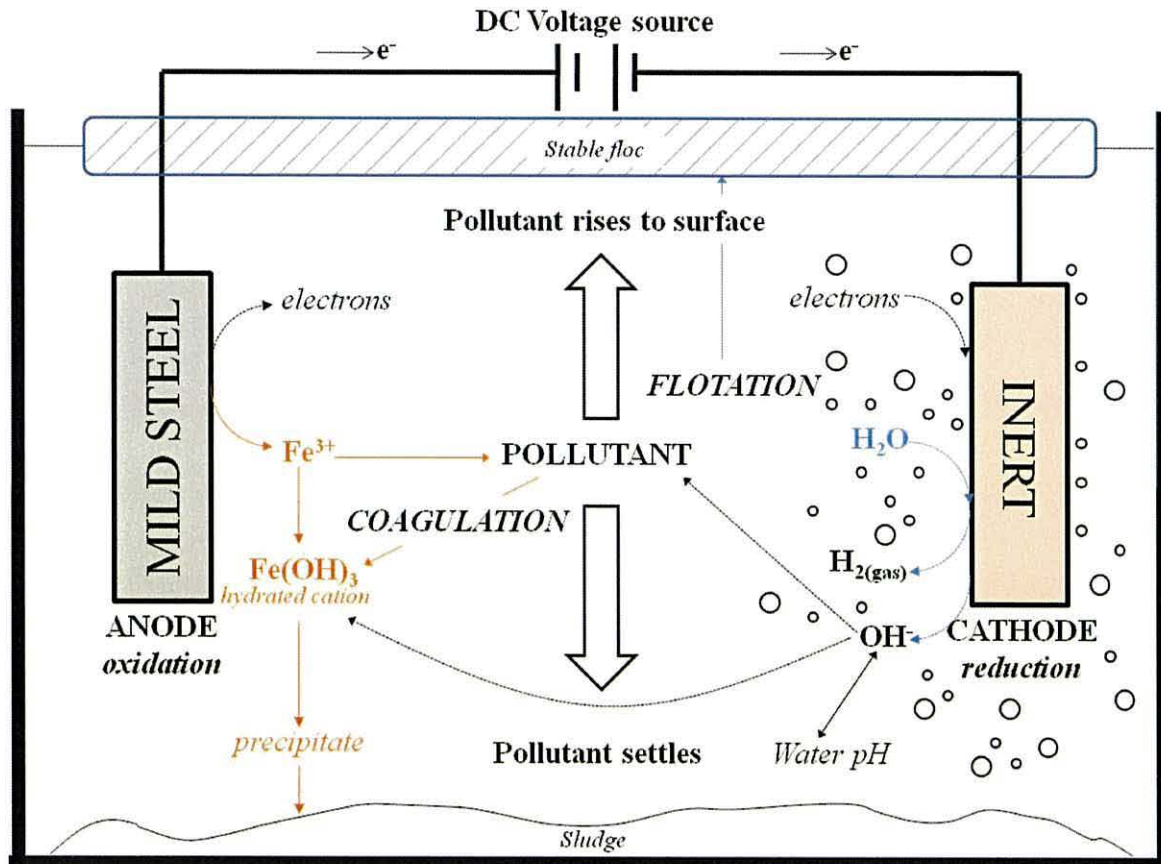 DC Voltage source
e⁻
e⁻
Stable floc
Pollutant rises to surface
electrons
electrons
MILD STEEL
INERT
FLOTATION
H₂O
Fe³⁺
POLLUTANT
COAGULATION
H₂(gas)
Fe(OH)₃
hydrated cation
ANODE
oxidation
OH⁻
CATHODE
reduction
precipitate
Pollutant settles
Water pH
Sludge